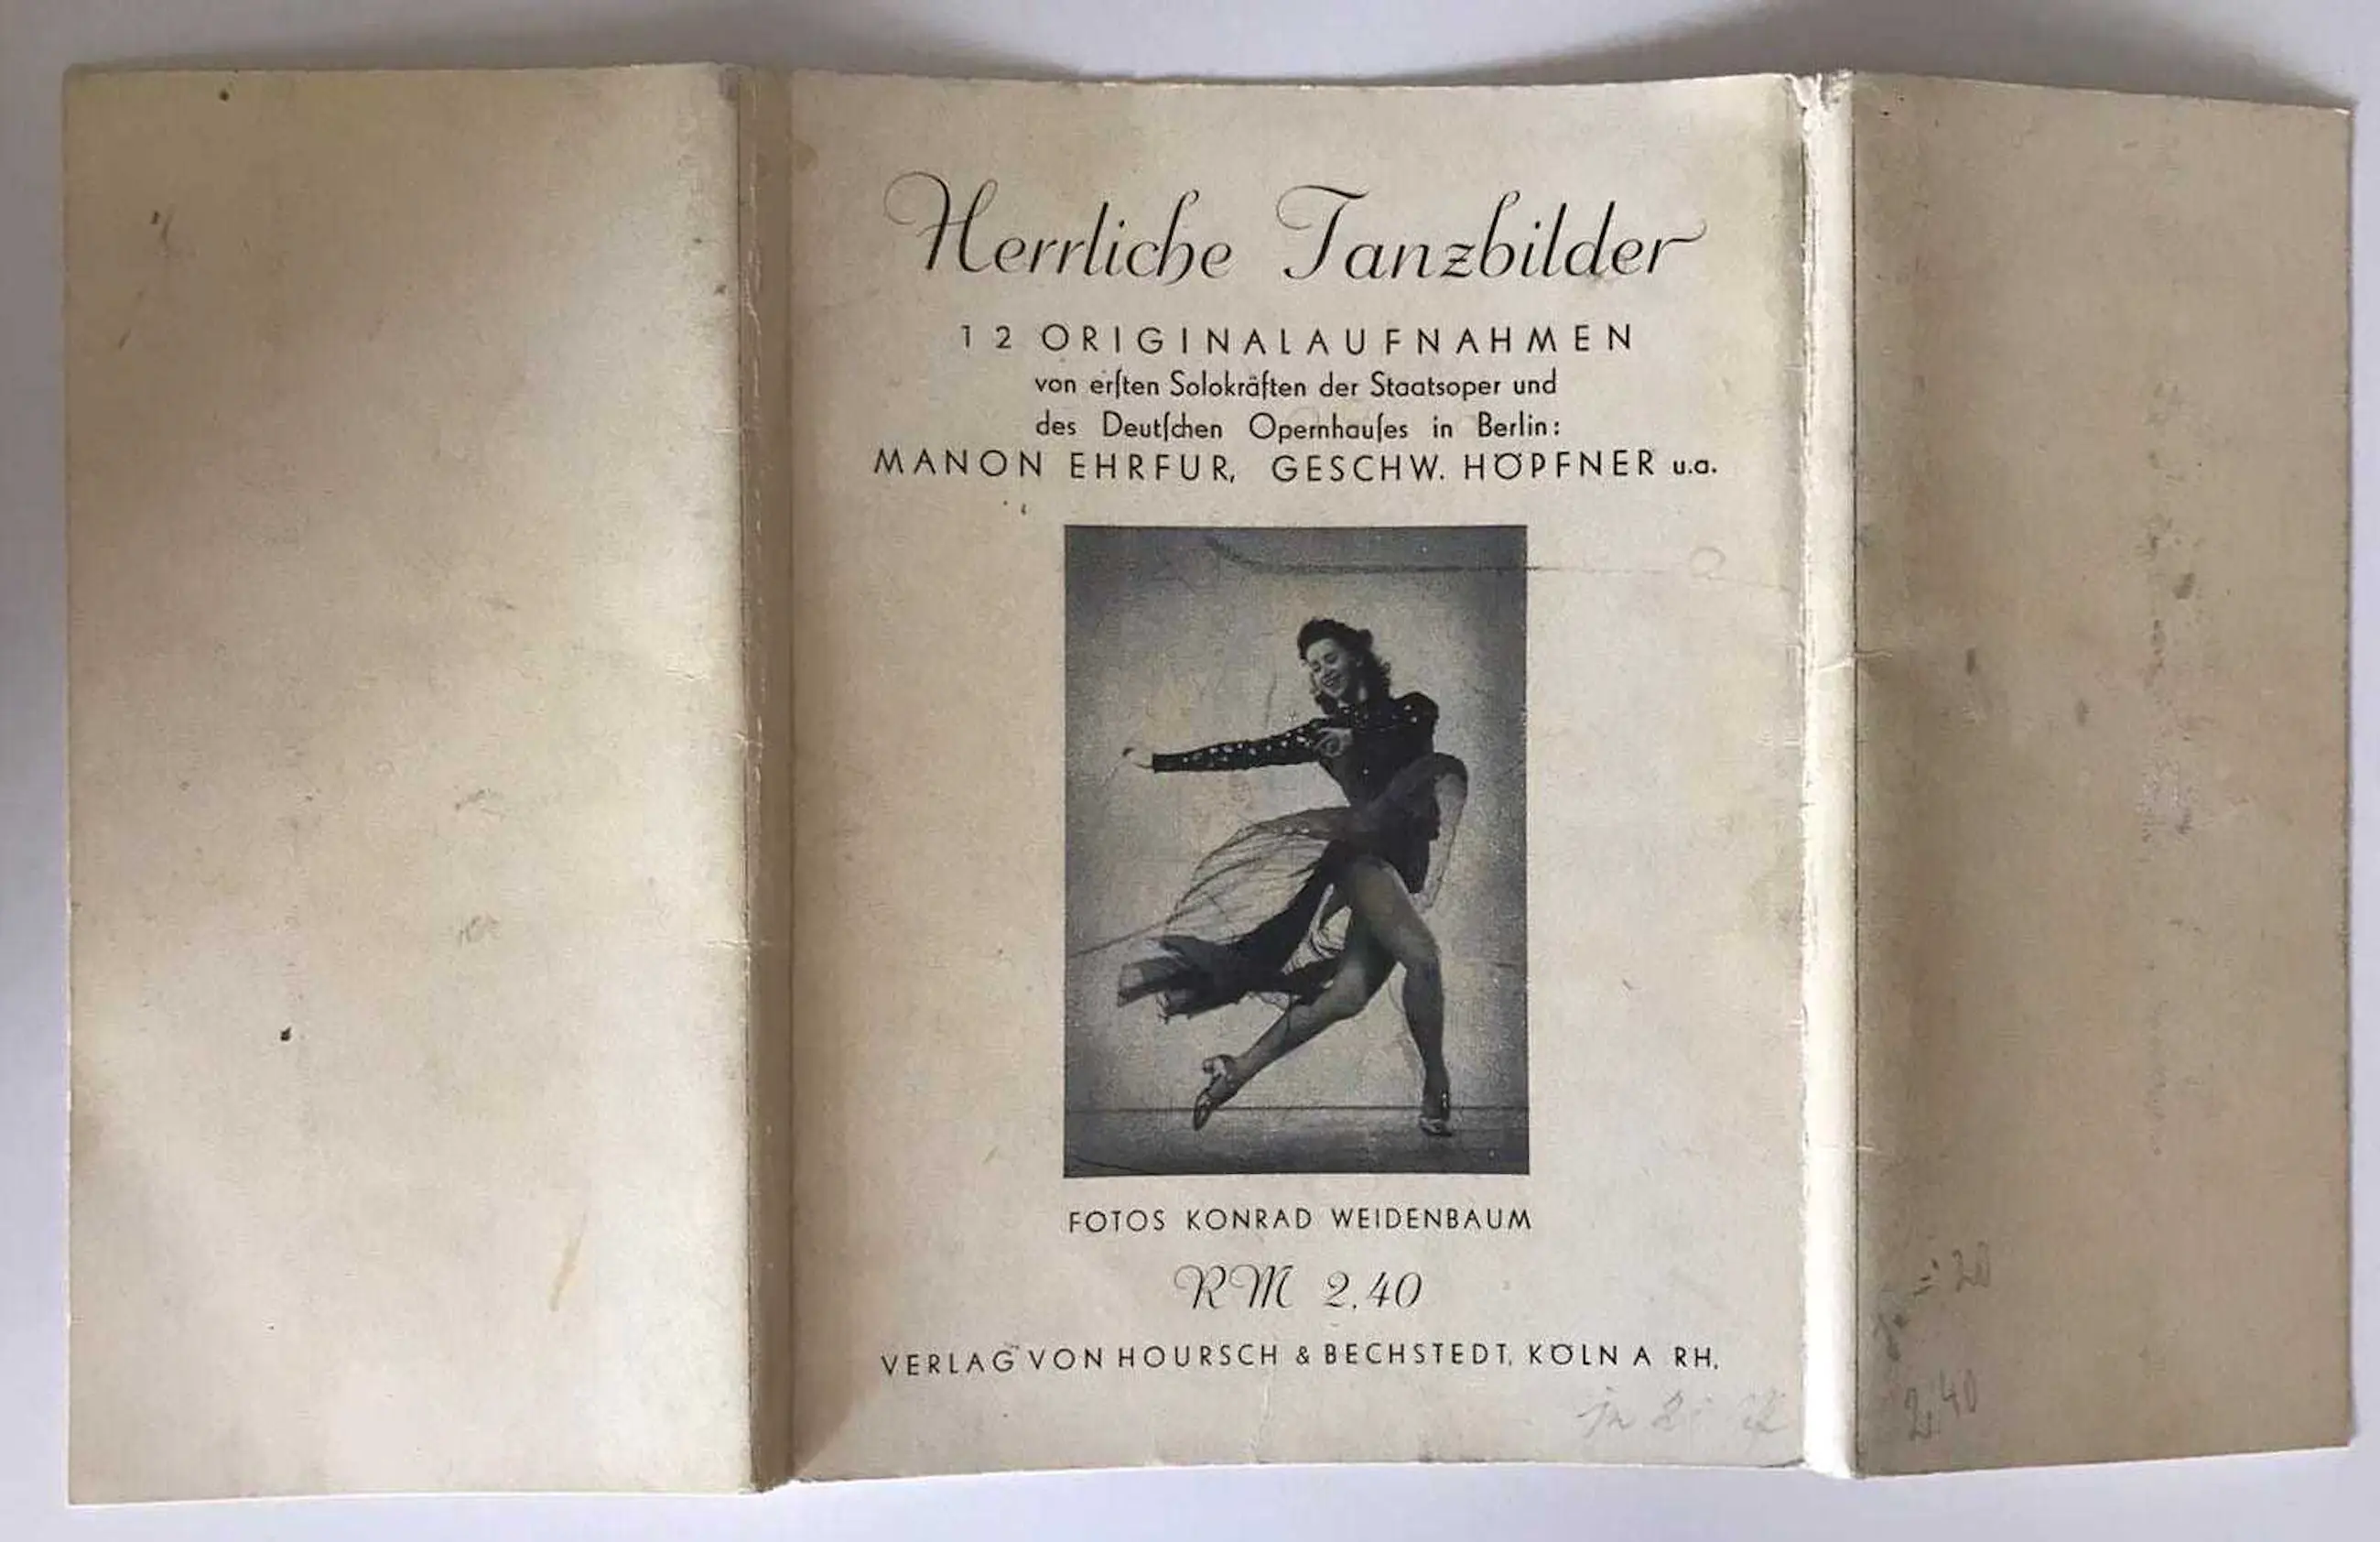 Herrliche Tanzbilder
12 ORIGINALAUFNAHMEN
von erſten Solokräften der Staatsoper und
des Deutſchen Opernhauſes in Berlin:
MANON EHRFUR, GESCHW. HÖPFNER u.a.
FOTOS KONRAD WEIDENBAUM
RM 2.40
VERLAG VON HOURSCH & BECHSTEDT, KÖLN A RH.
2,40